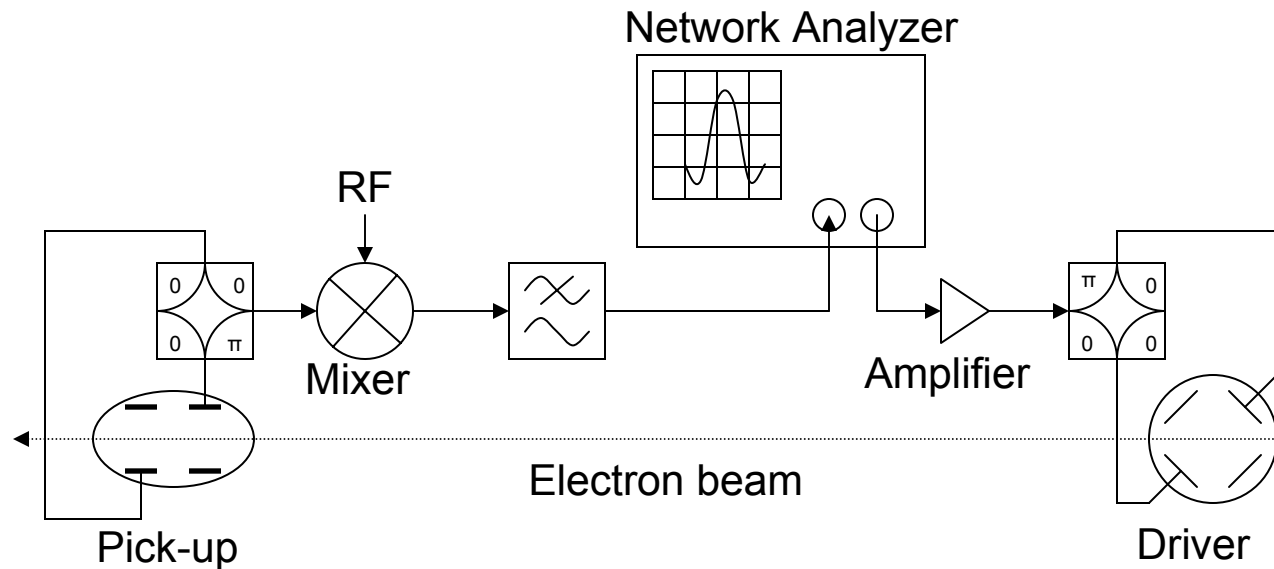 Network Analyzer
RF
0 0
0 π
Mixer
Amplifier
π 0
0 0
Electron beam
Pick-up
Driver